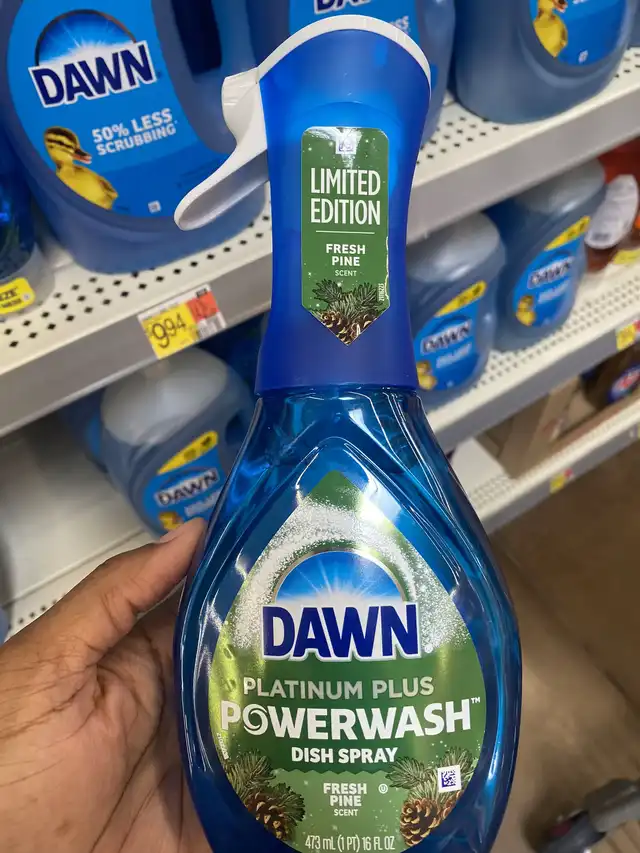 DAWN
50% LESS
SCRUBBING
9.94
LIMITED
EDITION
FRESH
PINE
SCENT
DAWN
DAWN
DAWN
DAWN
PLATINUM PLUS
POWERWASH™
DISH SPRAY
FRESH
PINE
SCENT
473 mL (1 PT) 16 FL OZ